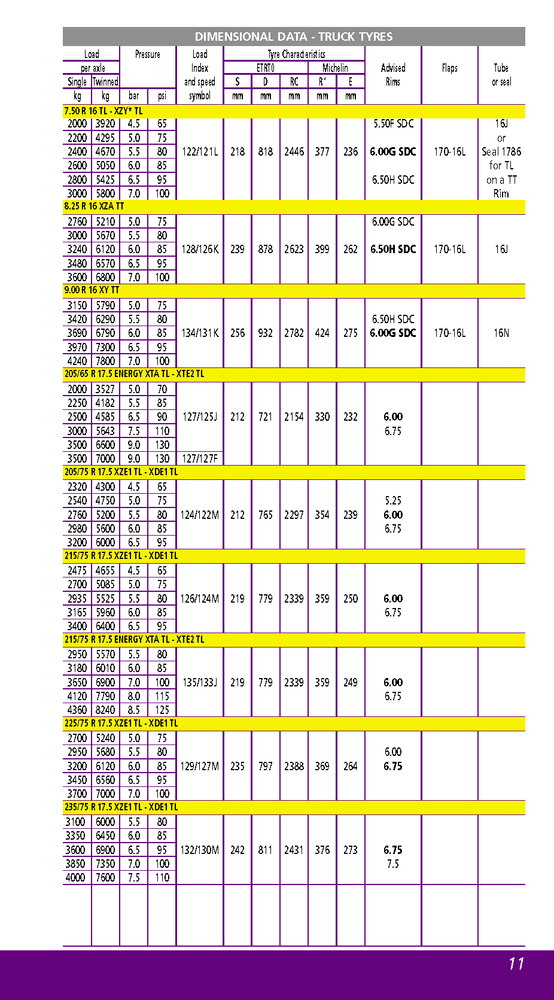 DIMENSIONAL DATA - TRUCK TYRES
Load Pressure Load Tyre Characteristics
per axle Index ETRTO Michelin Advised Flaps Tube
Single Twinned and speed S D RC R' E Rims or seal
kg kg bar psi symbol mm mm mm mm mm
7.50 R 16 TL - XZY* TL
2000 3920 4.5 65 5.50F SDC 16J
2200 4295 5.0 75 or
2400 4670 5.5 80 122/121L 218 818 2446 377 236 6.00G SDC 170-16L Seal 1786
2600 5050 6.0 85 for TL
2800 5425 6.5 95 6.50H SDC on a TT
3000 5800 7.0 100 Rim
8.25 R 16 XZA TT
2760 5210 5.0 75 6.00G SDC
3000 5670 5.5 80
3240 6120 6.0 85 128/126K 239 878 2623 399 262 6.50H SDC 170-16L 16J
3480 6570 6.5 95
3600 6800 7.0 100
9.00 R 16 XY TT
3150 5790 5.0 75
3420 6290 5.5 80 6.50H SDC
3690 6790 6.0 85 134/131K 256 932 2782 424 275 6.00G SDC 170-16L 16N
3970 7300 6.5 95
4240 7800 7.0 100
205/65 R 17.5 ENERGY XTA TL - XTE2 TL
2000 3527 5.0 70
2250 4182 5.5 85
2500 4585 6.5 90 127/125J 212 721 2154 330 232 6.00
3000 5643 7.5 110 6.75
3500 6600 9.0 130
3500 7000 9.0 130 127/127F
205/75 R 17.5 XZE1 TL - XDE1 TL
2320 4300 4.5 65
2540 4750 5.0 75 5.25
2760 5200 5.5 80 124/122M 212 765 2297 354 239 6.00
2980 5600 6.0 85 6.75
3200 6000 6.5 95
215/75 R 17.5 XZE1 TL - XDE1 TL
2475 4655 4.5 65
2700 5085 5.0 75
2935 5525 5.5 80 126/124M 219 779 2339 359 250 6.00
3165 5960 6.0 85 6.75
3400 6400 6.5 95
215/75 R 17.5 ENERGY XTA TL - XTE2 TL
2950 5570 5.5 80
3180 6010 6.0 85
3650 6900 7.0 100 135/133J 219 779 2339 359 249 6.00
4120 7790 8.0 115 6.75
4360 8240 8.5 125
225/75 R 17.5 XZE1 TL - XDE1 TL
2700 5240 5.0 75
2950 5680 5.5 80 6.00
3200 6120 6.0 85 129/127M 235 797 2388 369 264 6.75
3450 6560 6.5 95
3700 7000 7.0 100
235/75 R 17.5 XZE1 TL - XDE1 TL
3100 6000 5.5 80
3350 6450 6.0 85
3600 6900 6.5 95 132/130M 242 811 2431 376 273 6.75
3850 7350 7.0 100 7.5
4000 7600 7.5 110
11